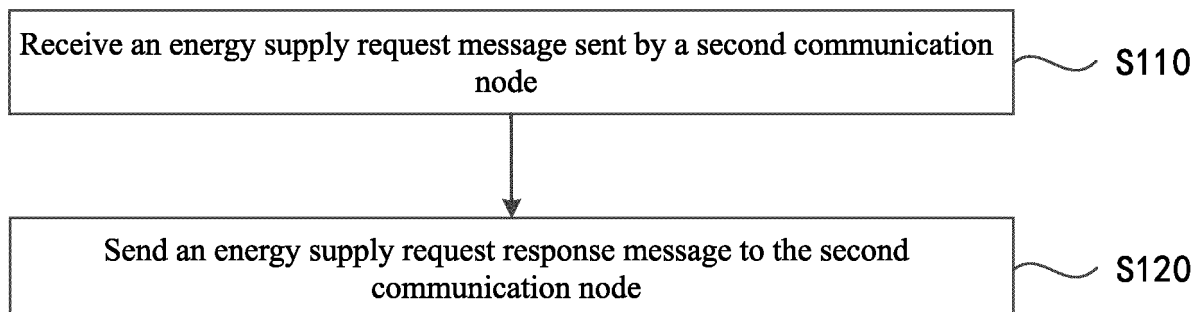 Receive an energy supply request message sent by a second communication
node
S110
Send an energy supply request response message to the second
communication node
S120